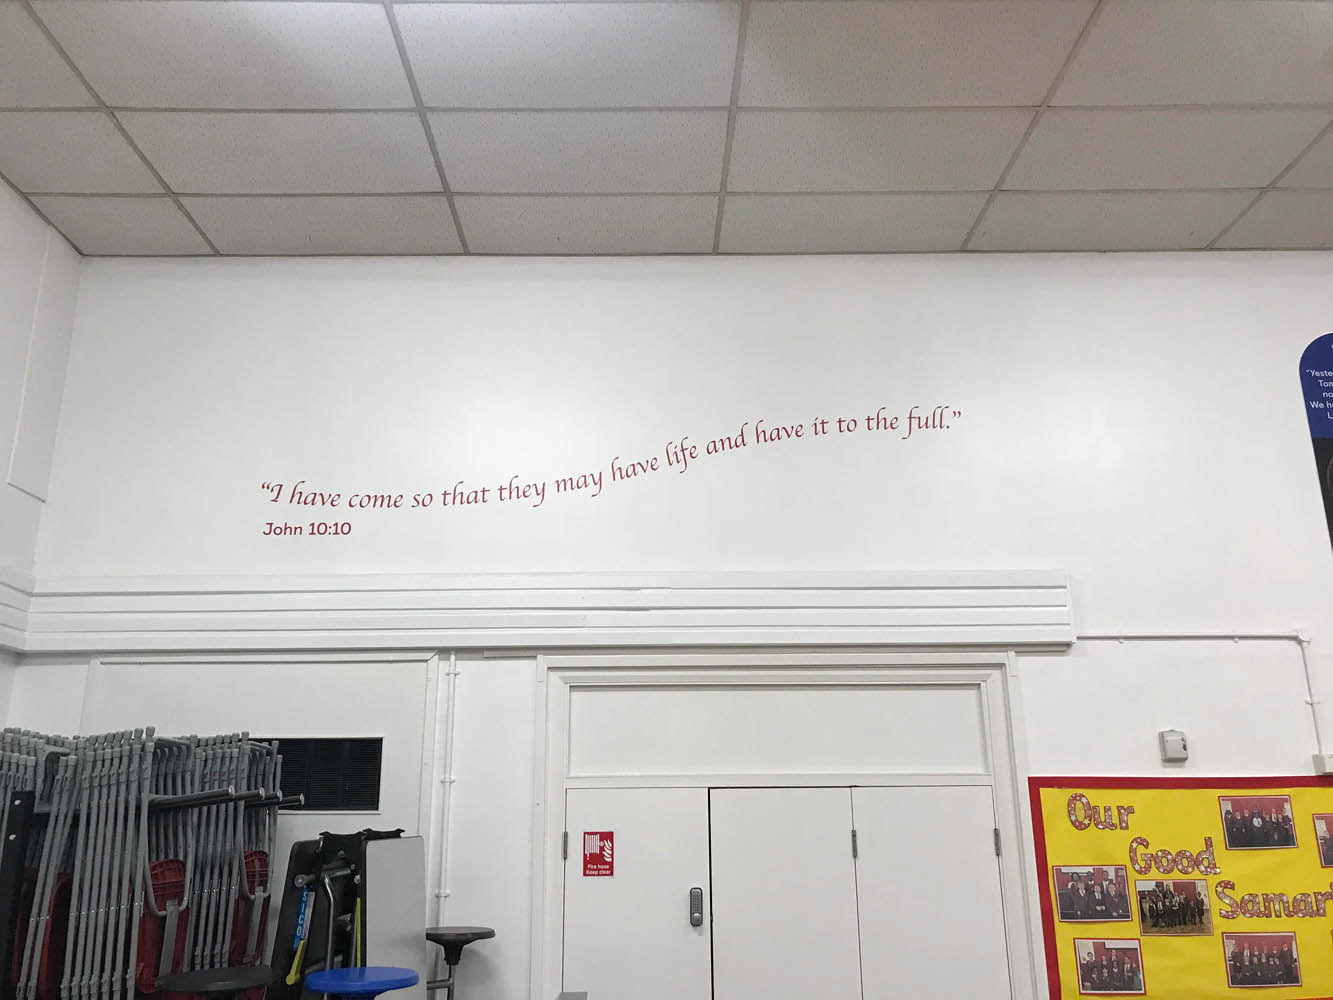 “I have come so that they may have life and have it to the full.”
John 10:10
Fire hose
Keep clear
Our
Good